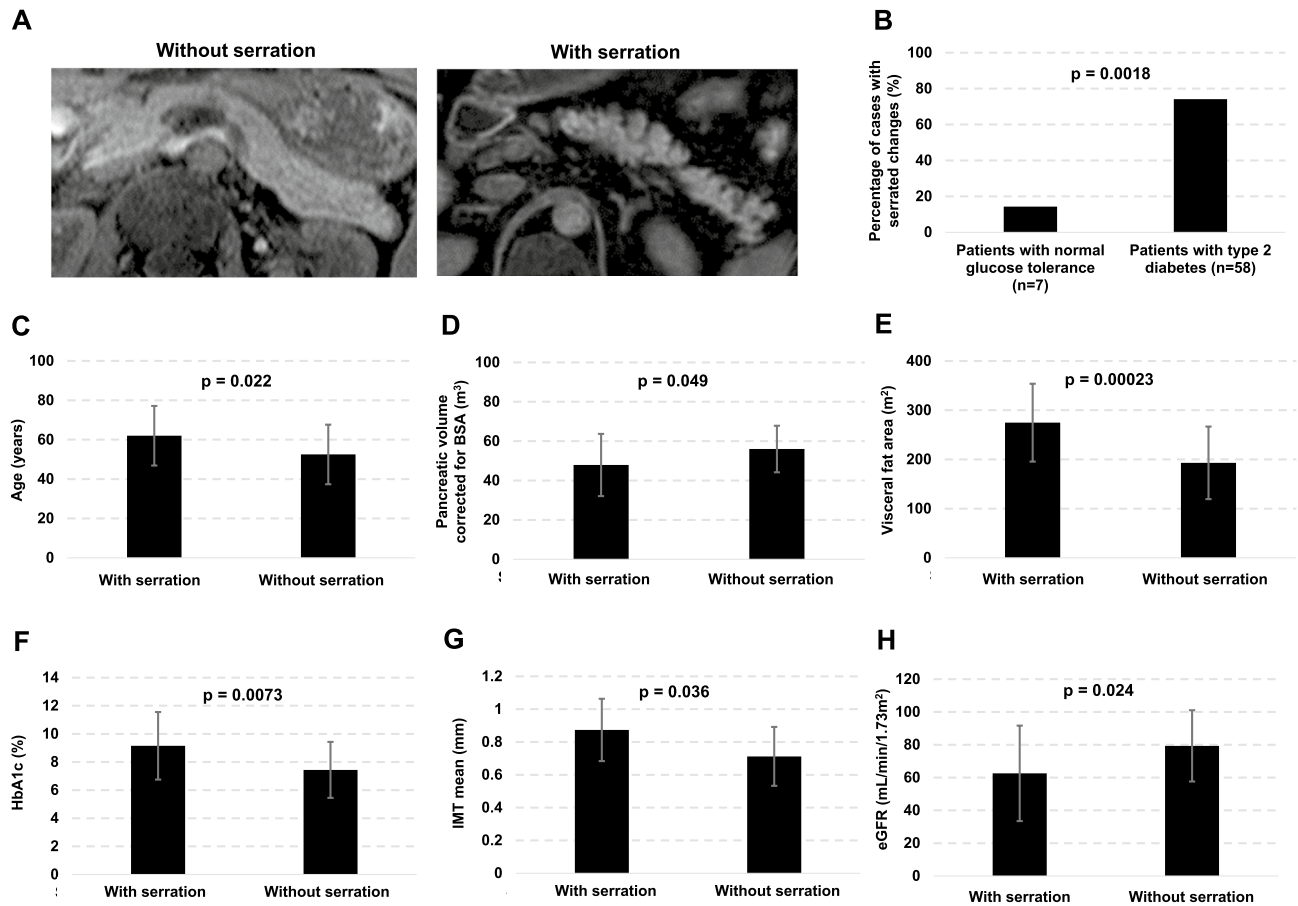 A
Without serration
With serration
B
Percentage of cases with
serrated changes (%)
100
80
60
40
20
0
p = 0.0018
Patients with normal
glucose tolerance
(n=7)
Patients with type 2
diabetes (n=58)
C
Age (years)
100
80
60
40
20
0
p = 0.022
With serration
Without serration
D
Pancreatic volume
corrected for BSA (m³)
100
80
60
40
20
0
p = 0.049
With serration
Without serration
E
Visceral fat area (m²)
400
300
200
100
0
p = 0.00023
With serration
Without serration
F
HbA1c (%)
14
12
10
8
6
4
2
0
p = 0.0073
With serration
Without serration
G
IMT mean (mm)
1.2
1
0.8
0.6
0.4
0.2
0
p = 0.036
With serration
Without serration
H
eGFR (mL/min/1.73m²)
120
100
80
60
40
20
0
p = 0.024
With serration
Without serration